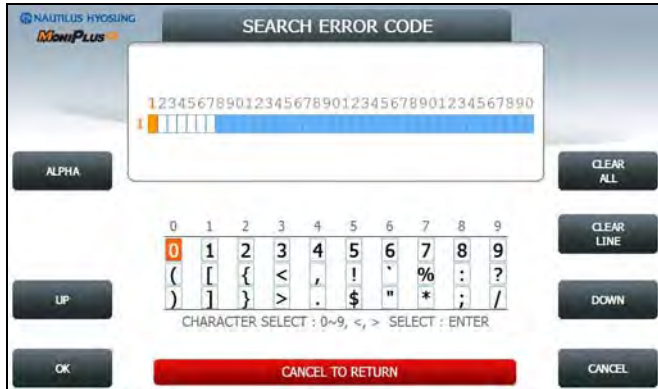 NAUTILUS HYOSUNG
MoniPlus
SEARCH ERROR CODE
1234567890123456789012345678901234567890
1
ALPHA
CLEAR ALL
0 1 2 3 4 5 6 7 8 9
0 1 2 3 4 5 6 7 8 9
( [ { < , ! ` % : ?
) ] } > . $ " * ; /
CLEAR LINE
UP
DOWN
CHARACTER SELECT : 0~9, <, > SELECT : ENTER
OK
CANCEL TO RETURN
CANCEL